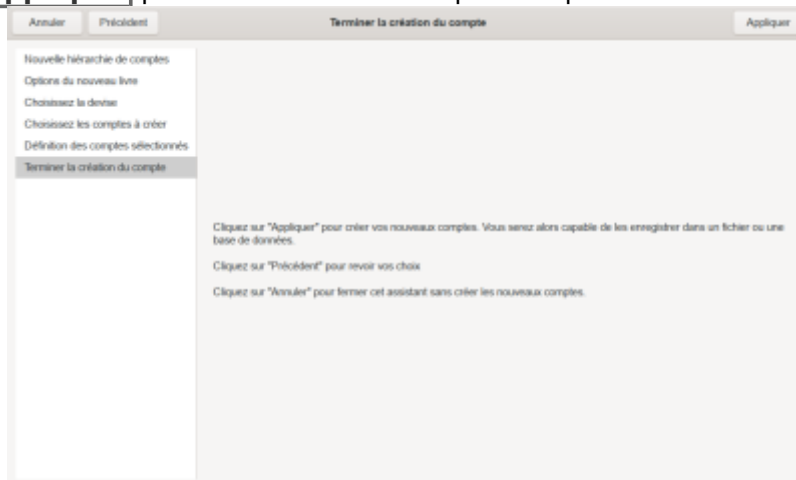 Annuler Précédent Terminer la création du compte Appliquer
Nouvelle hiérarchie de comptes
Options du nouveau livre
Choisissez la devise
Choisissez les comptes à créer
Définition des comptes sélectionnés
Terminer la création du compte
Cliquez sur "Appliquer" pour créer vos nouveaux comptes. Vous serez alors capable de les enregistrer dans un fichier ou une
base de données.
Cliquez sur "Précédent" pour revoir vos choix
Cliquez sur "Annuler" pour fermer cet assistant sans créer les nouveaux comptes.